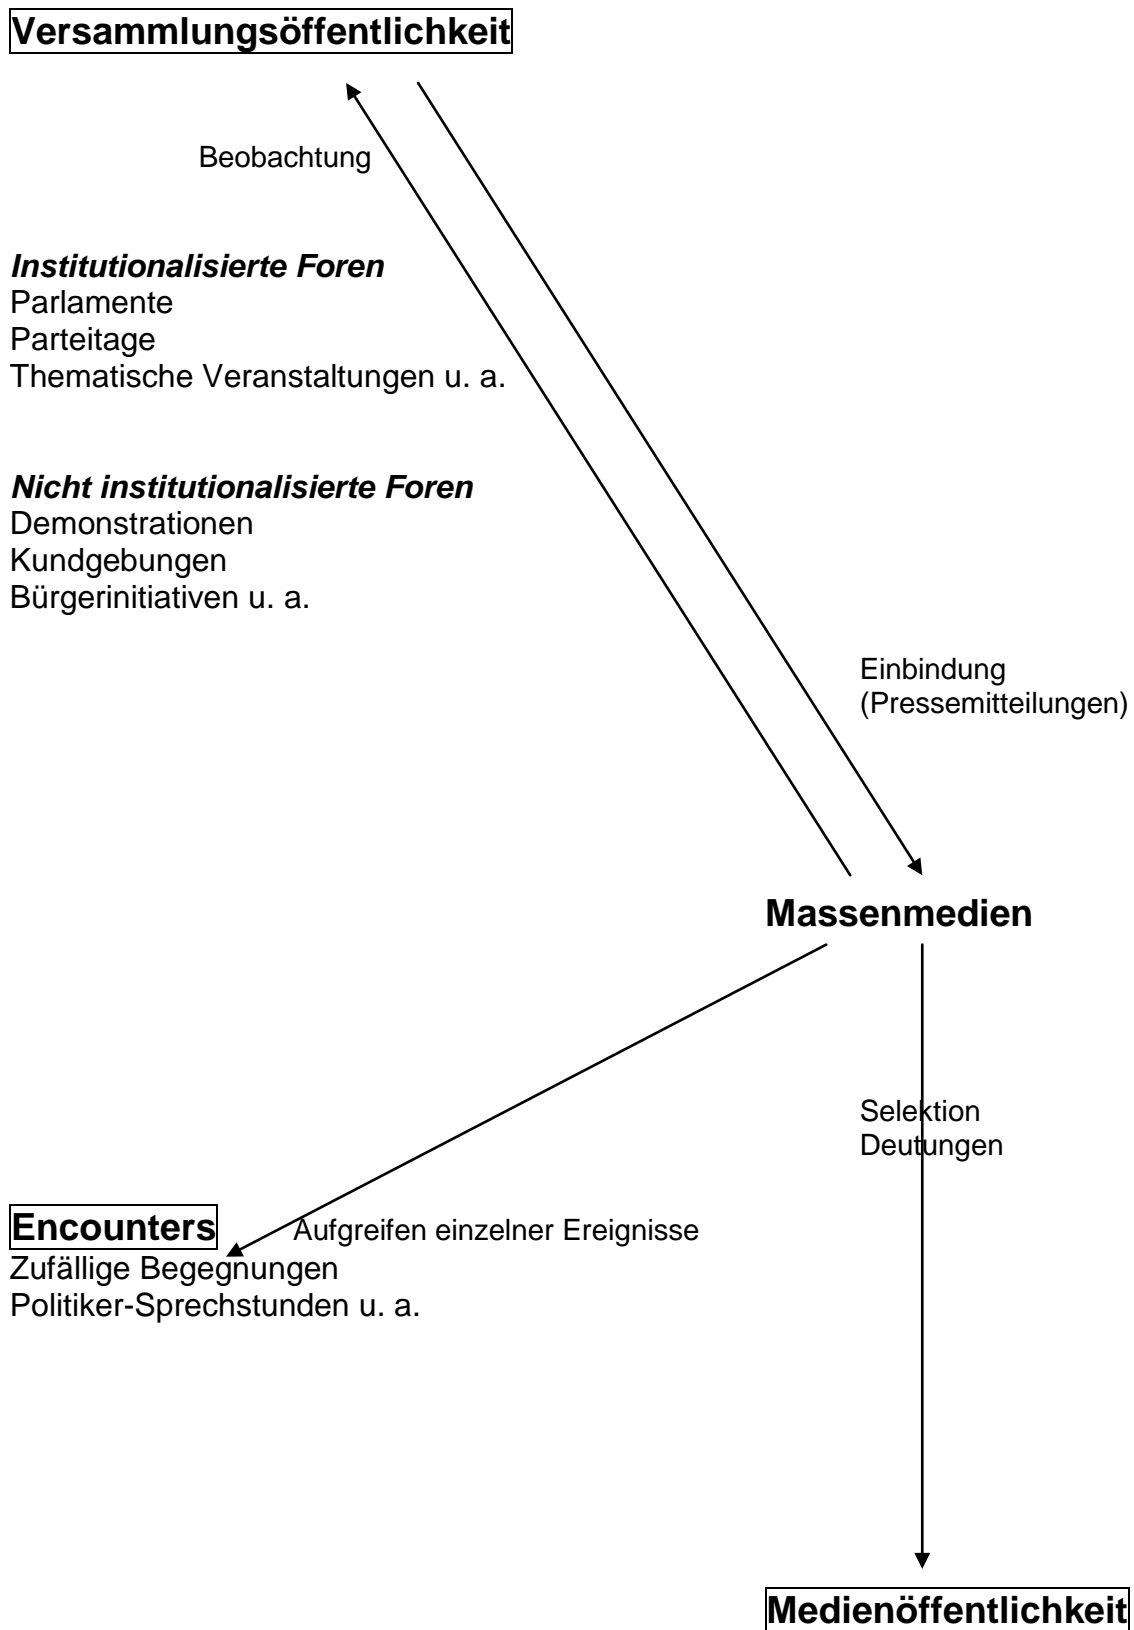 Versammlungsöffentlichkeit
Beobachtung
Institutionalisierte Foren
Parlamente
Parteitage
Thematische Veranstaltungen u. a.
Nicht institutionalisierte Foren
Demonstrationen
Kundgebungen
Bürgerinitiativen u. a.
Einbindung
(Pressemitteilungen)
Massenmedien
Selektion
Deutungen
Encounters
Aufgreifen einzelner Ereignisse
Zufällige Begegnungen
Politiker-Sprechstunden u. a.
Medienöffentlichkeit